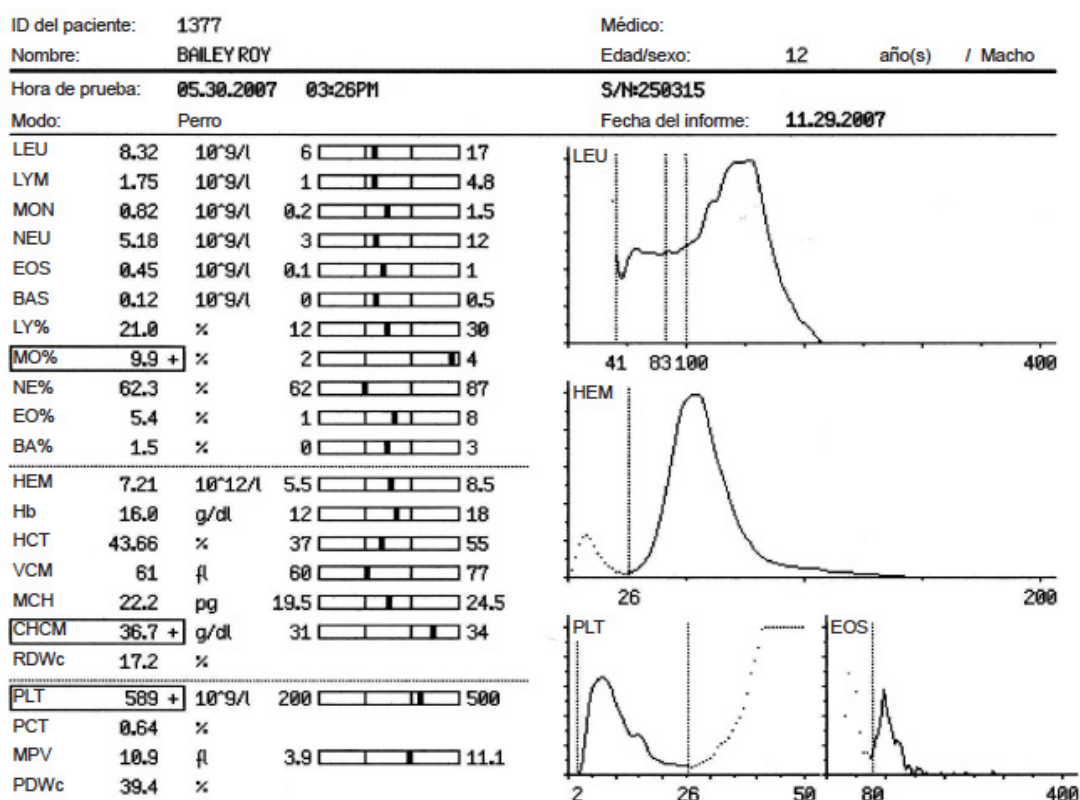 ID del paciente: 1377 Médico:
Nombre: BAILEY ROY Edad/sexo: 12 año(s) / Macho
Hora de prueba: 05.30.2007 03:26PM S/N:250315
Modo: Perro Fecha del informe: 11.29.2007
LEU 8.32 10^9/l 6 17
LYM 1.75 10^9/l 1 4.8
MON 0.82 10^9/l 0.2 1.5
NEU 5.18 10^9/l 3 12
EOS 0.45 10^9/l 0.1 1
BAS 0.12 10^9/l 0 0.5
LY% 21.0 % 12 30
MO% 9.9 + % 2 4
NE% 62.3 % 62 87
EO% 5.4 % 1 8
BA% 1.5 % 0 3
HEM 7.21 10^12/l 5.5 8.5
Hb 16.0 g/dl 12 18
HCT 43.66 % 37 55
VCM 61 fl 60 77
MCH 22.2 pg 19.5 24.5
CHCM 36.7 + g/dl 31 34
RDWc 17.2 %
PLT 589 + 10^9/l 200 500
PCT 0.64 %
MPV 10.9 fl 3.9 11.1
PDWc 39.4 %
LEU
41 83 100 400
HEM
26 200
PLT
2 26 50
EOS
80 400